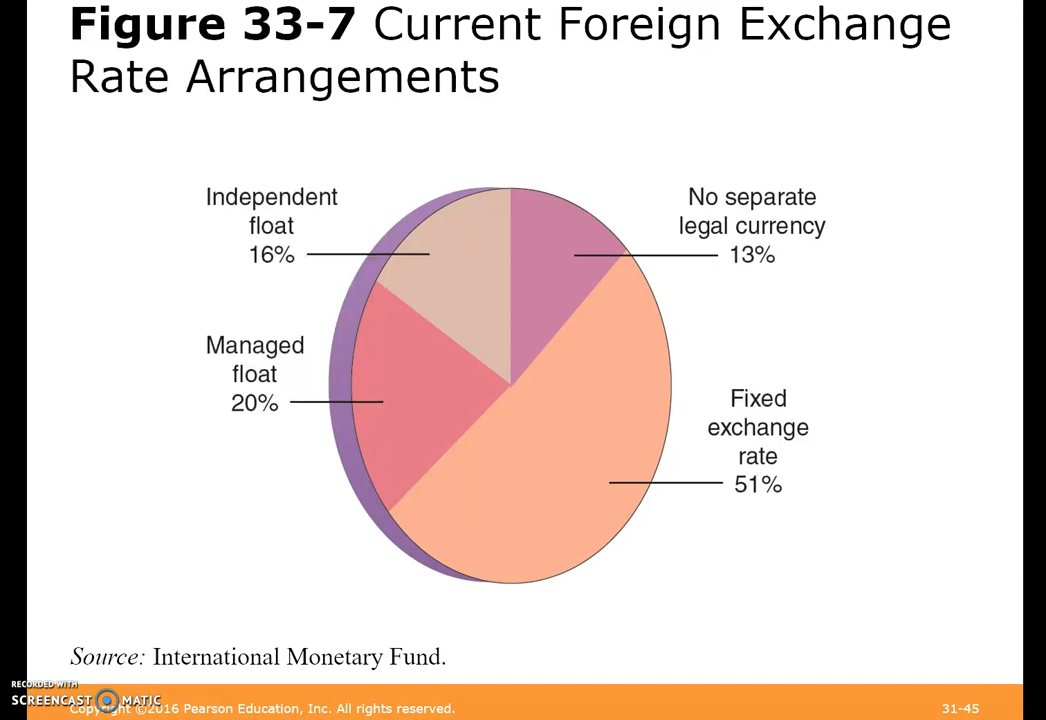 Figure 33-7 Current Foreign Exchange
Rate Arrangements
Independent
float
16%
No separate
legal currency
13%
Managed
float
20%
Fixed
exchange
rate
51%
Source: International Monetary Fund.
RECORDED WITH
SCREENCAST MATIC
Copyright ©2016 Pearson Education, Inc. All rights reserved.
31-45